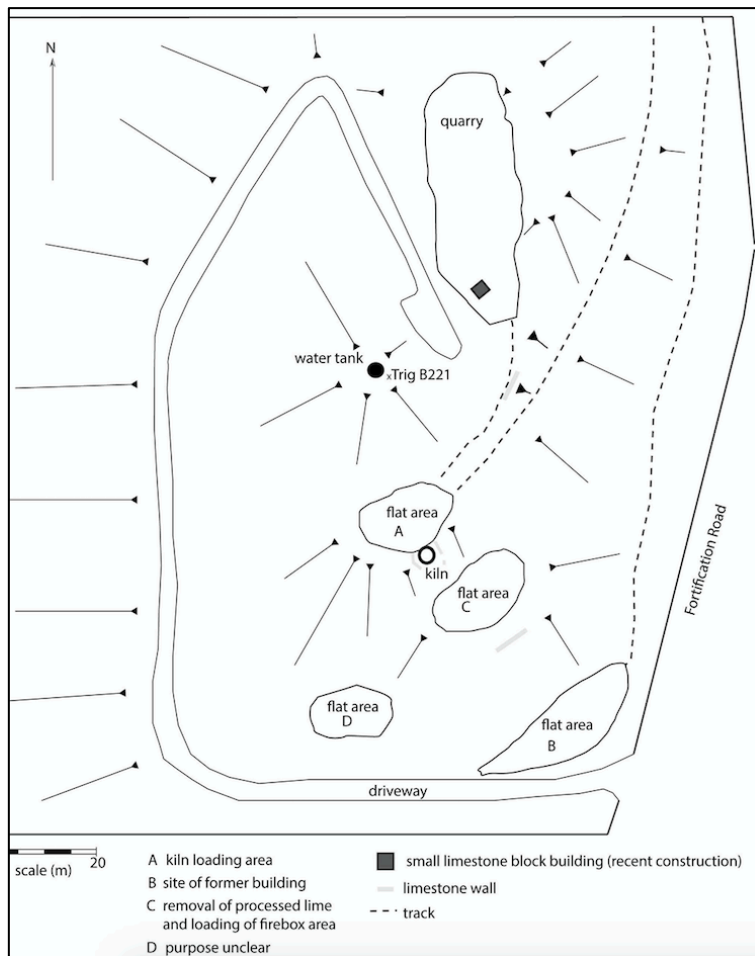 N
quarry
water tank
xTrig B221
flat area
A
kiln
flat area
C
Fortification Road
flat area
D
flat area
B
driveway
scale (m)
20
A kiln loading area
B site of former building
C removal of processed lime
and loading of firebox area
D purpose unclear
small limestone block building (recent construction)
limestone wall
track